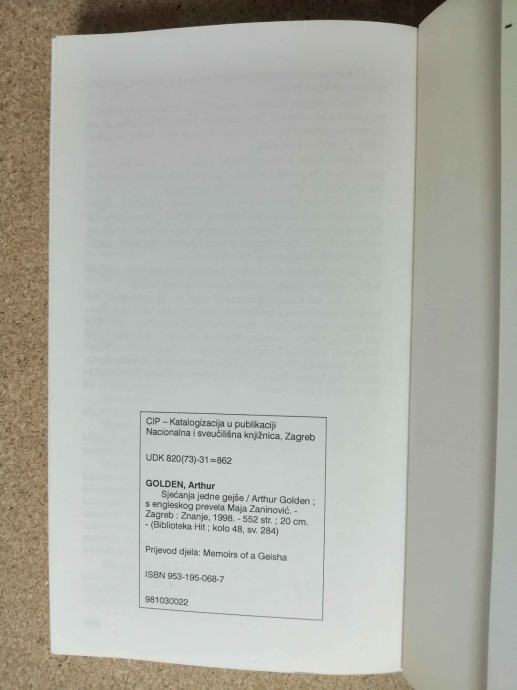 CIP – Katalogizacija u publikaciji
Nacionalna i sveučilišna knjižnica, Zagreb
UDK 820(73)-31=862
GOLDEN, Arthur
Sjećanja jedne gejše / Arthur Golden ;
s engleskog prevela Maja Zaninović. -
Zagreb : Znanje, 1998. - 552 str. ; 20 cm.
- (Biblioteka Hit ; kolo 48, sv. 284)
Prijevod djela: Memoirs of a Geisha
ISBN 953-195-068-7
981030022